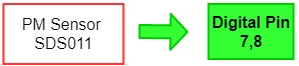 PM Sensor
SDS011
Digital Pin
7,8